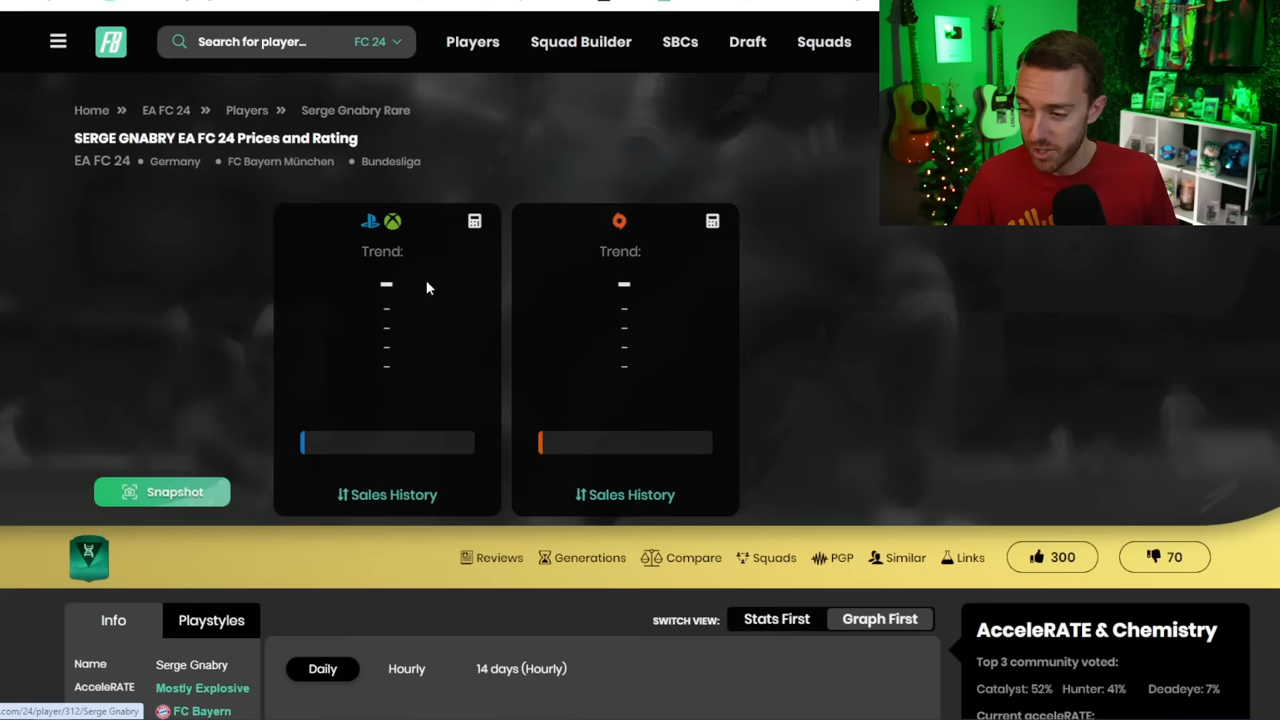 FB Search for player... FC 24 Players Squad Builder SBCs Draft Squads
Home » EA FC 24 » Players » Serge Gnabry Rare
SERGE GNABRY EA FC 24 Prices and Rating
EA FC 24 • Germany • FC Bayern München • Bundesliga
Trend: Trend:
- -
- -
- -
- -
- -
Sales History Sales History
Snapshot
Reviews Generations Compare Squads PGP Similar Links 300 70
Info Playstyles SWITCH VIEW: Stats First Graph First
AcceleRATE & Chemistry
Name Serge Gnabry Daily Hourly 14 days (Hourly) Top 3 community voted:
AcceleRATE Mostly Explosive Catalyst: 52% Hunter: 41% Deadeye: 7%
FC Bayern Current acceleRATE:
.com/24/player/312/Serge Gnabry